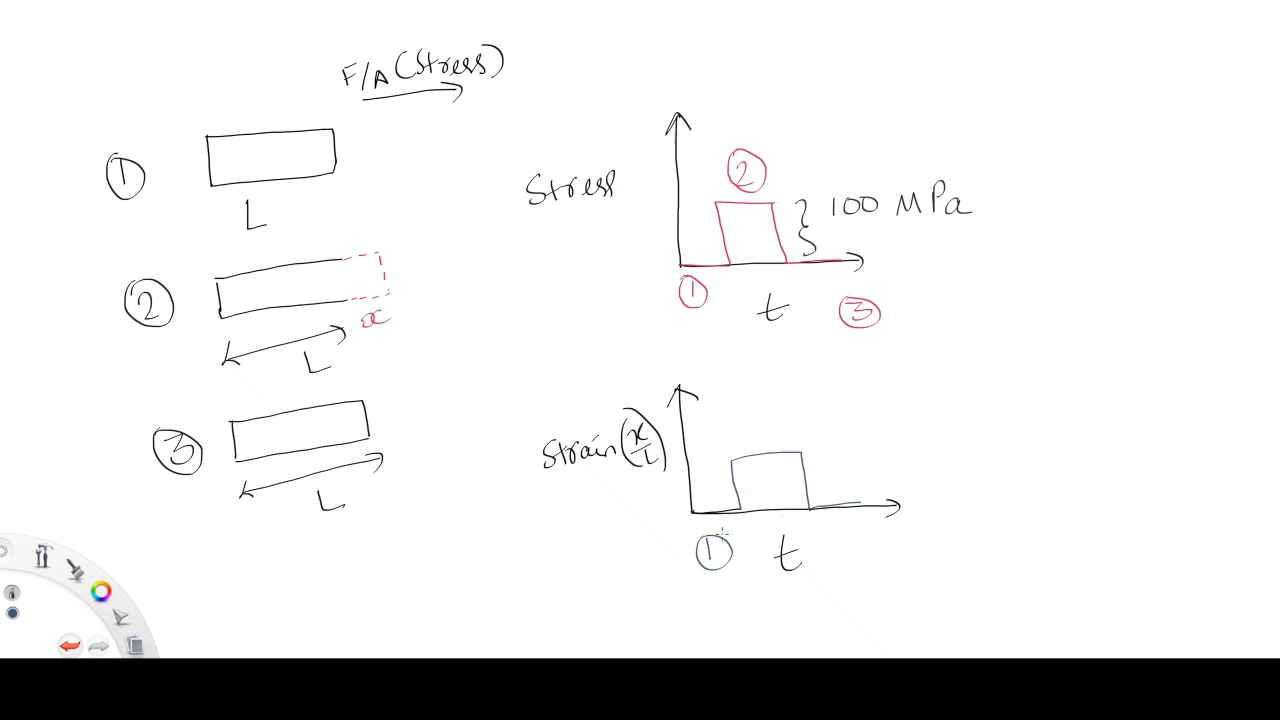 F/A (Stress)
①
L
②
x
L
③
L
Stress
②
100 MPa
①
t
③
Strain (x/L)
①
t